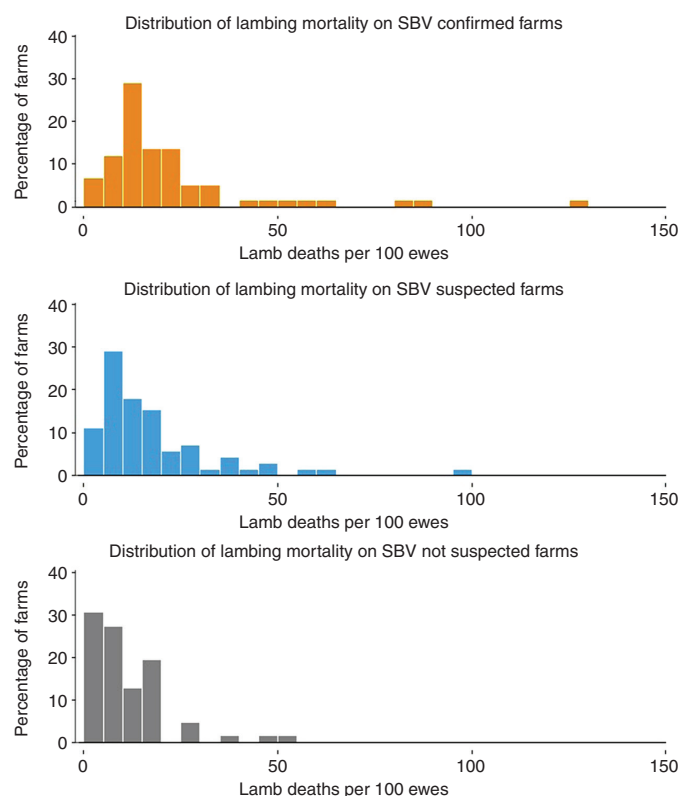 Distribution of lambing mortality on SBV confirmed farms
Percentage of farms
40
30
20
10
0
0 50 100 150
Lamb deaths per 100 ewes
Distribution of lambing mortality on SBV suspected farms
Percentage of farms
40
30
20
10
0
0 50 100 150
Lamb deaths per 100 ewes
Distribution of lambing mortality on SBV not suspected farms
Percentage of farms
40
30
20
10
0
0 50 100 150
Lamb deaths per 100 ewes